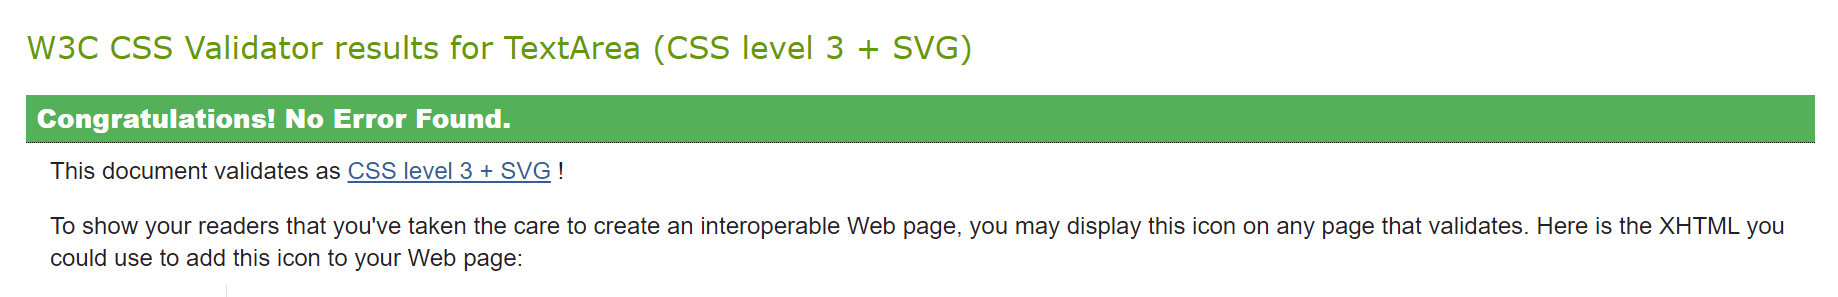 W3C CSS Validator results for TextArea (CSS level 3 + SVG)
Congratulations! No Error Found.
This document validates as CSS level 3 + SVG !
To show your readers that you've taken the care to create an interoperable Web page, you may display this icon on any page that validates. Here is the XHTML you
could use to add this icon to your Web page: